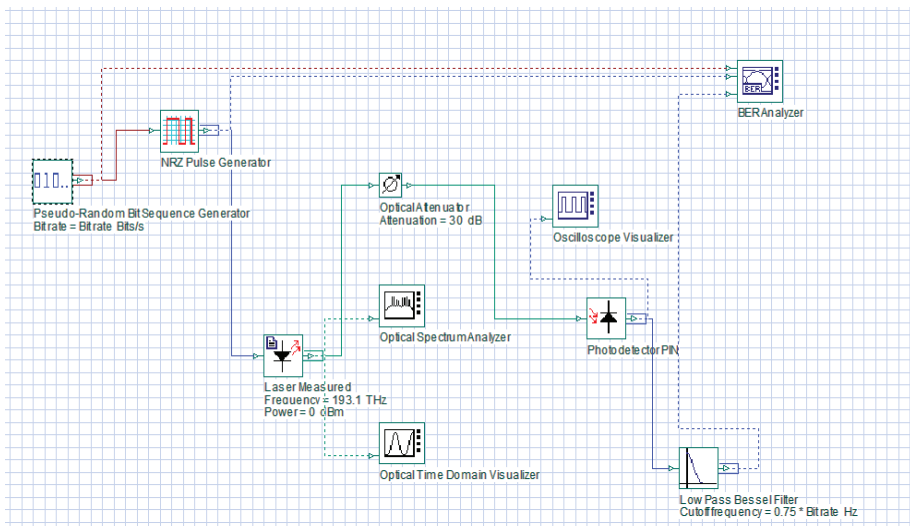 BER
BER Analyzer
NRZ Pulse Generator
Pseudo-Random Bit Sequence Generator
Bitrate = Bitrate Bits/s
Optical Attenuator
Attenuation = 30 dB
Oscilloscope Visualizer
Optical Spectrum Analyzer
Photodetector PIN
Laser Measured
Frequency = 193.1 THz
Power = 0 dBm
Optical Time Domain Visualizer
Low Pass Bessel Filter
Cutoff frequency = 0.75 * Bitrate Hz